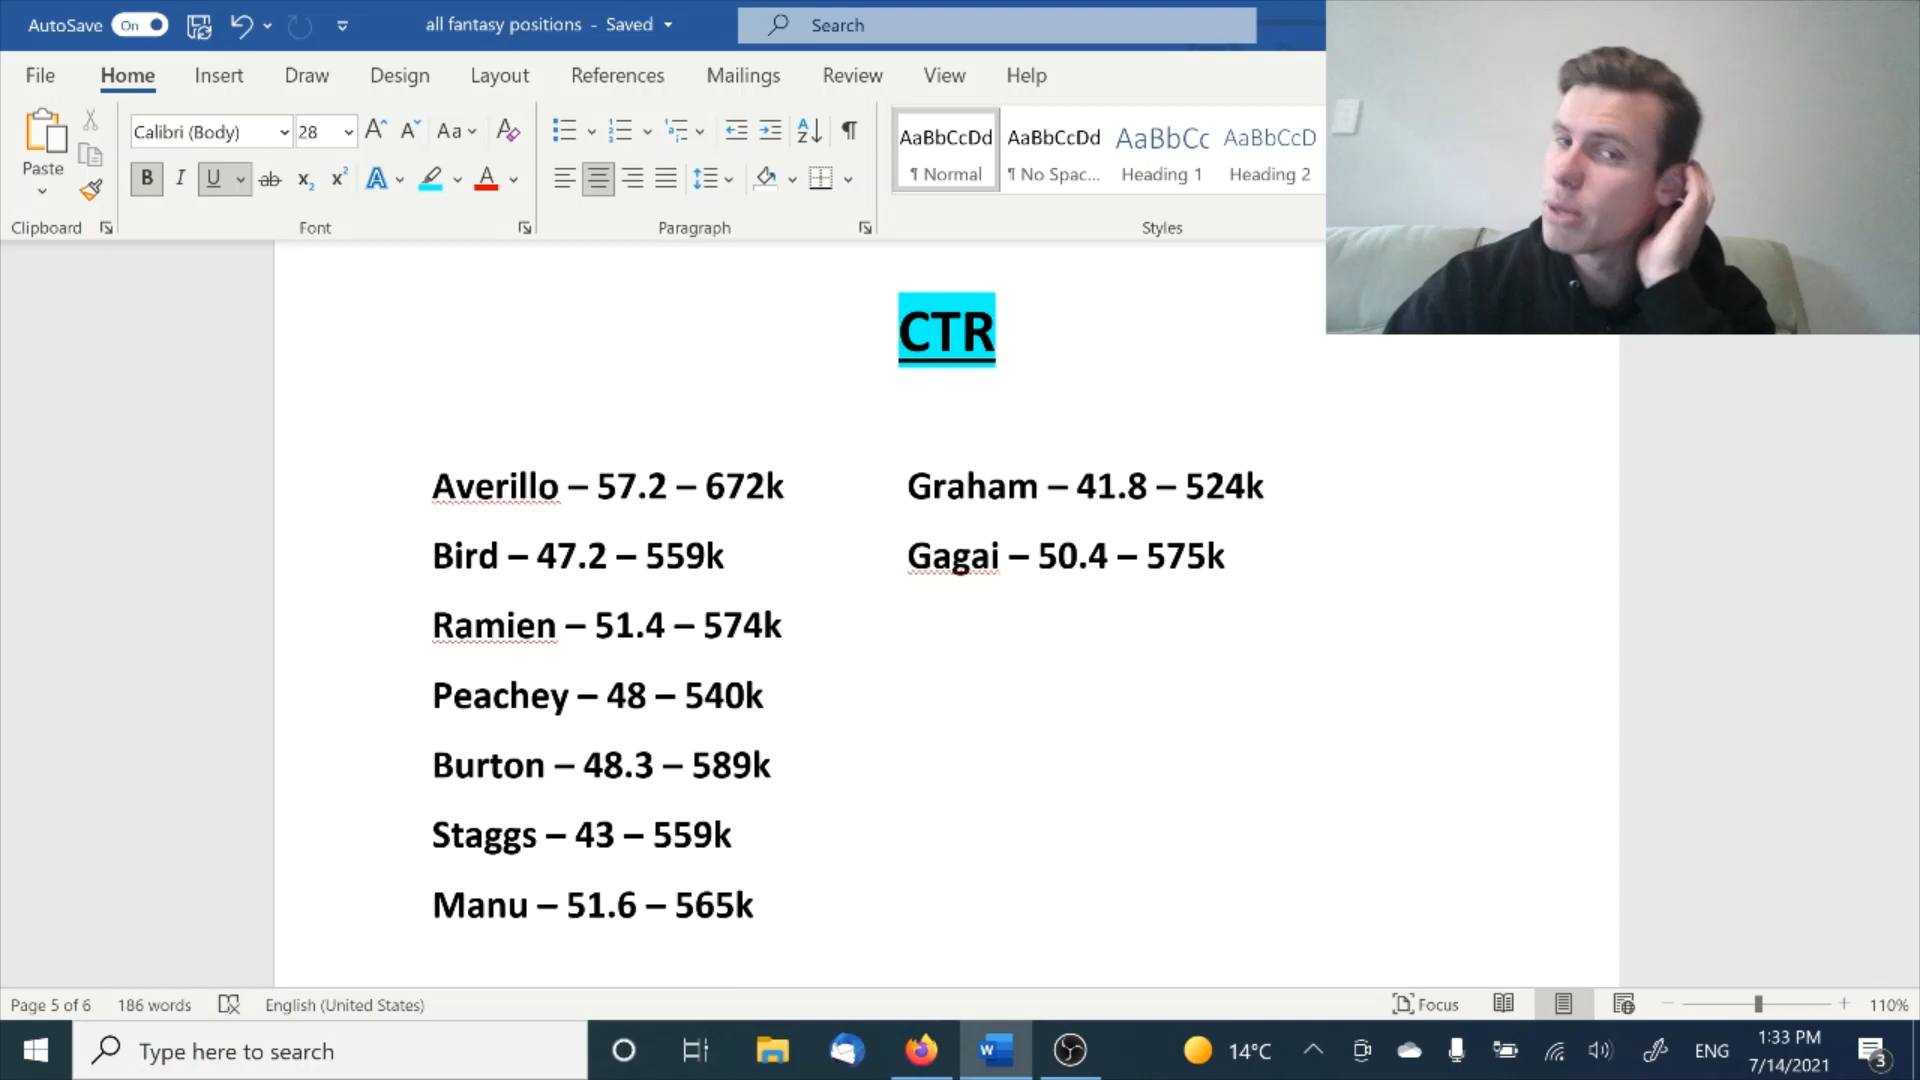 AutoSave On all fantasy positions - Saved Search
File Home Insert Draw Design Layout References Mailings Review View Help
Paste
Clipboard
Calibri (Body) 28
Font
Paragraph
AaBbCcDd AaBbCcDd AaBbCc AaBbCcD
¶ Normal ¶ No Spac... Heading 1 Heading 2
Styles
CTR
Averillo – 57.2 – 672k
Bird – 47.2 – 559k
Ramien – 51.4 – 574k
Peachey – 48 – 540k
Burton – 48.3 – 589k
Staggs – 43 – 559k
Manu – 51.6 – 565k
Graham – 41.8 – 524k
Gagai – 50.4 – 575k
Page 5 of 6 186 words English (United States) Focus 110%
Type here to search 14°C ENG 1:33 PM
7/14/2021 3